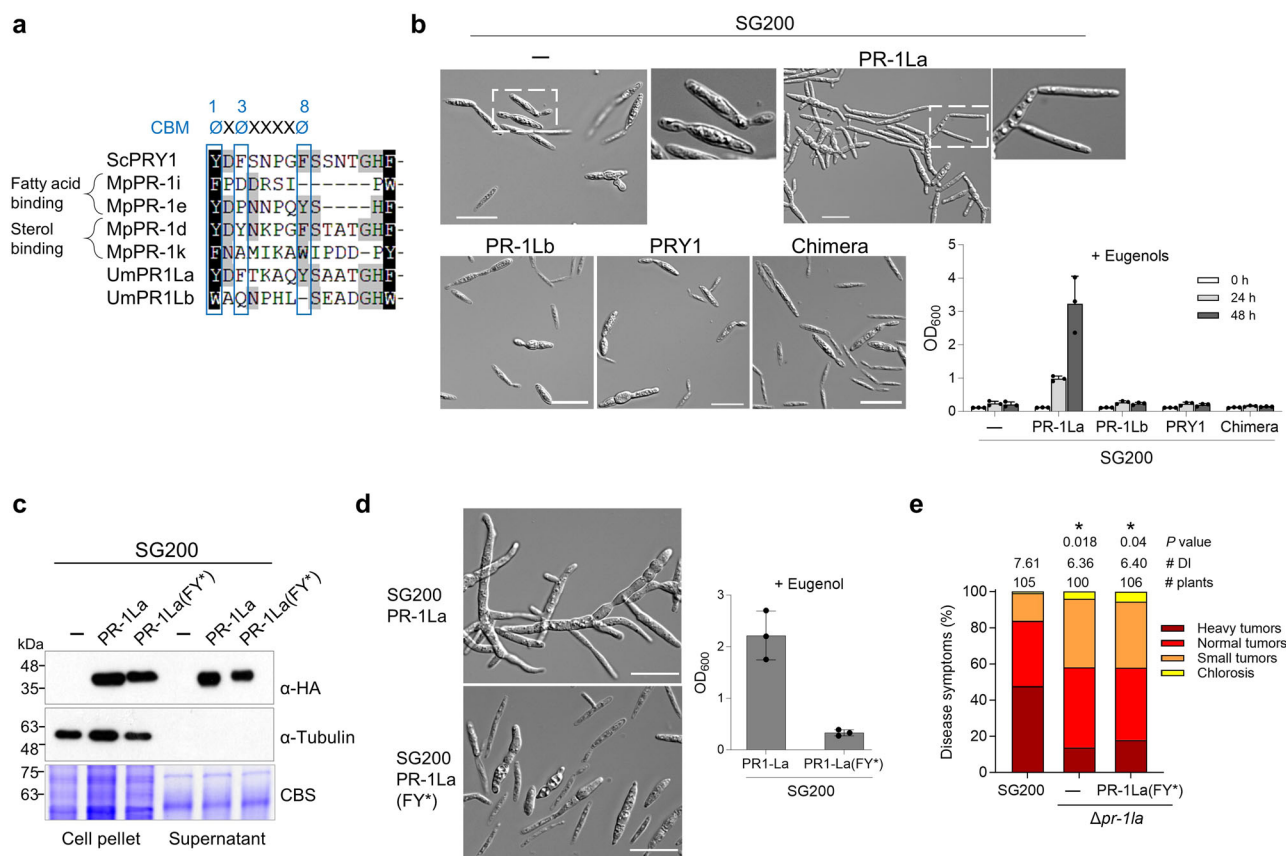 a
1 3 8
CBM ØXØXXXXØ
ScPRY1 YDFSNPGFSSNTGHF-
Fatty acid binding
MpPR-1i FPDDRSI-----PW-
MpPR-1e YDPNNPQYS----HF-
Sterol binding
MpPR-1d YDYNKPGFSTATGHF-
MpPR-1k FNAMIKAWIPDD-PY-
UmPR1La YDFTKAQYSAATGHF-
UmPR1Lb WAQNPHL-SEADGHW-
b
SG200
– PR-1La
PR-1Lb PRY1 Chimera
+ Eugenols
0 h
24 h
48 h
OD600
5
4
3
2
1
0
– PR-1La PR-1Lb PRY1 Chimera
SG200
c
SG200
– PR-1La PR-1La(FY*) – PR-1La PR-1La(FY*)
kDa
48
35
α-HA
63
48
α-Tubulin
75
63
CBS
Cell pellet Supernatant
d
SG200
PR-1La
SG200
PR-1La
(FY*)
+ Eugenol
OD600
3
2
1
0
PR1-La PR1-La(FY*)
SG200
e
* *
0.018 0.04 P value
7.61 6.36 6.40 # DI
105 100 106 # plants
Disease symptoms (%)
100
80
60
40
20
0
Heavy tumors
Normal tumors
Small tumors
Chlorosis
SG200 – PR-1La(FY*)
Δpr-1la